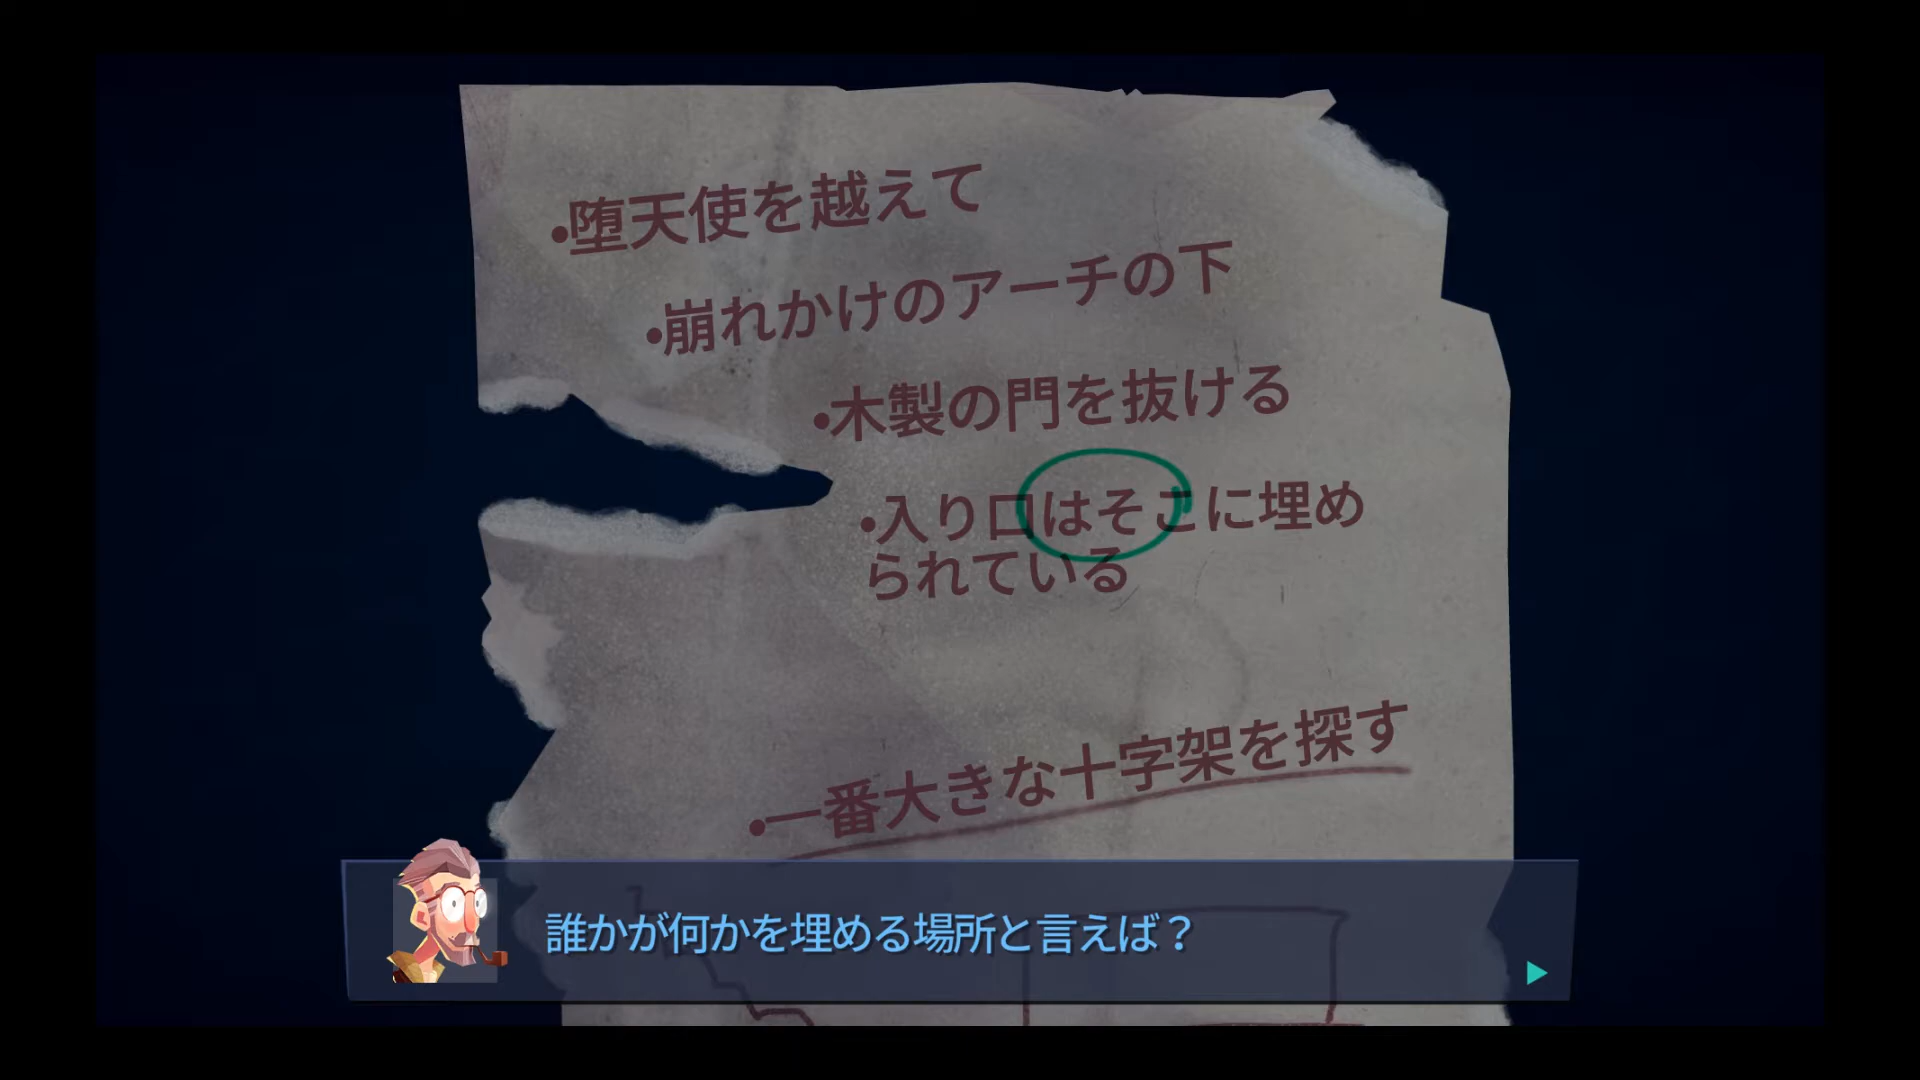 •堕天使を越えて
•崩れかけのアーチの下
•木製の門を抜ける
•入り口はそこに埋め
られている
•一番大きな十字架を探す
誰かが何かを埋める場所と言えば？